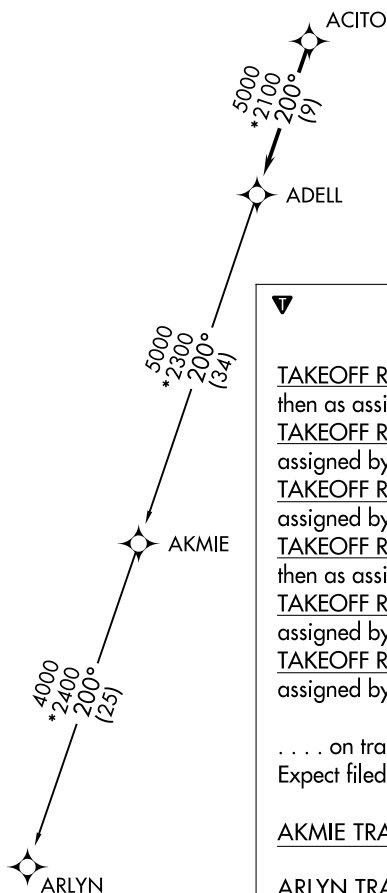 ACITO
5000
*2100
200°
(9)
ADELL
5000
*2300
200°
(34)
AKMIE
4000
*2400
200°
(25)
ARLYN
T
TAKEOFF R
then as assi
TAKEOFF R
assigned by
TAKEOFF R
assigned by
TAKEOFF R
then as assi
TAKEOFF R
assigned by
TAKEOFF R
assigned by
. . . . on tra
Expect filed
AKMIE TRA
ARLYN TRA